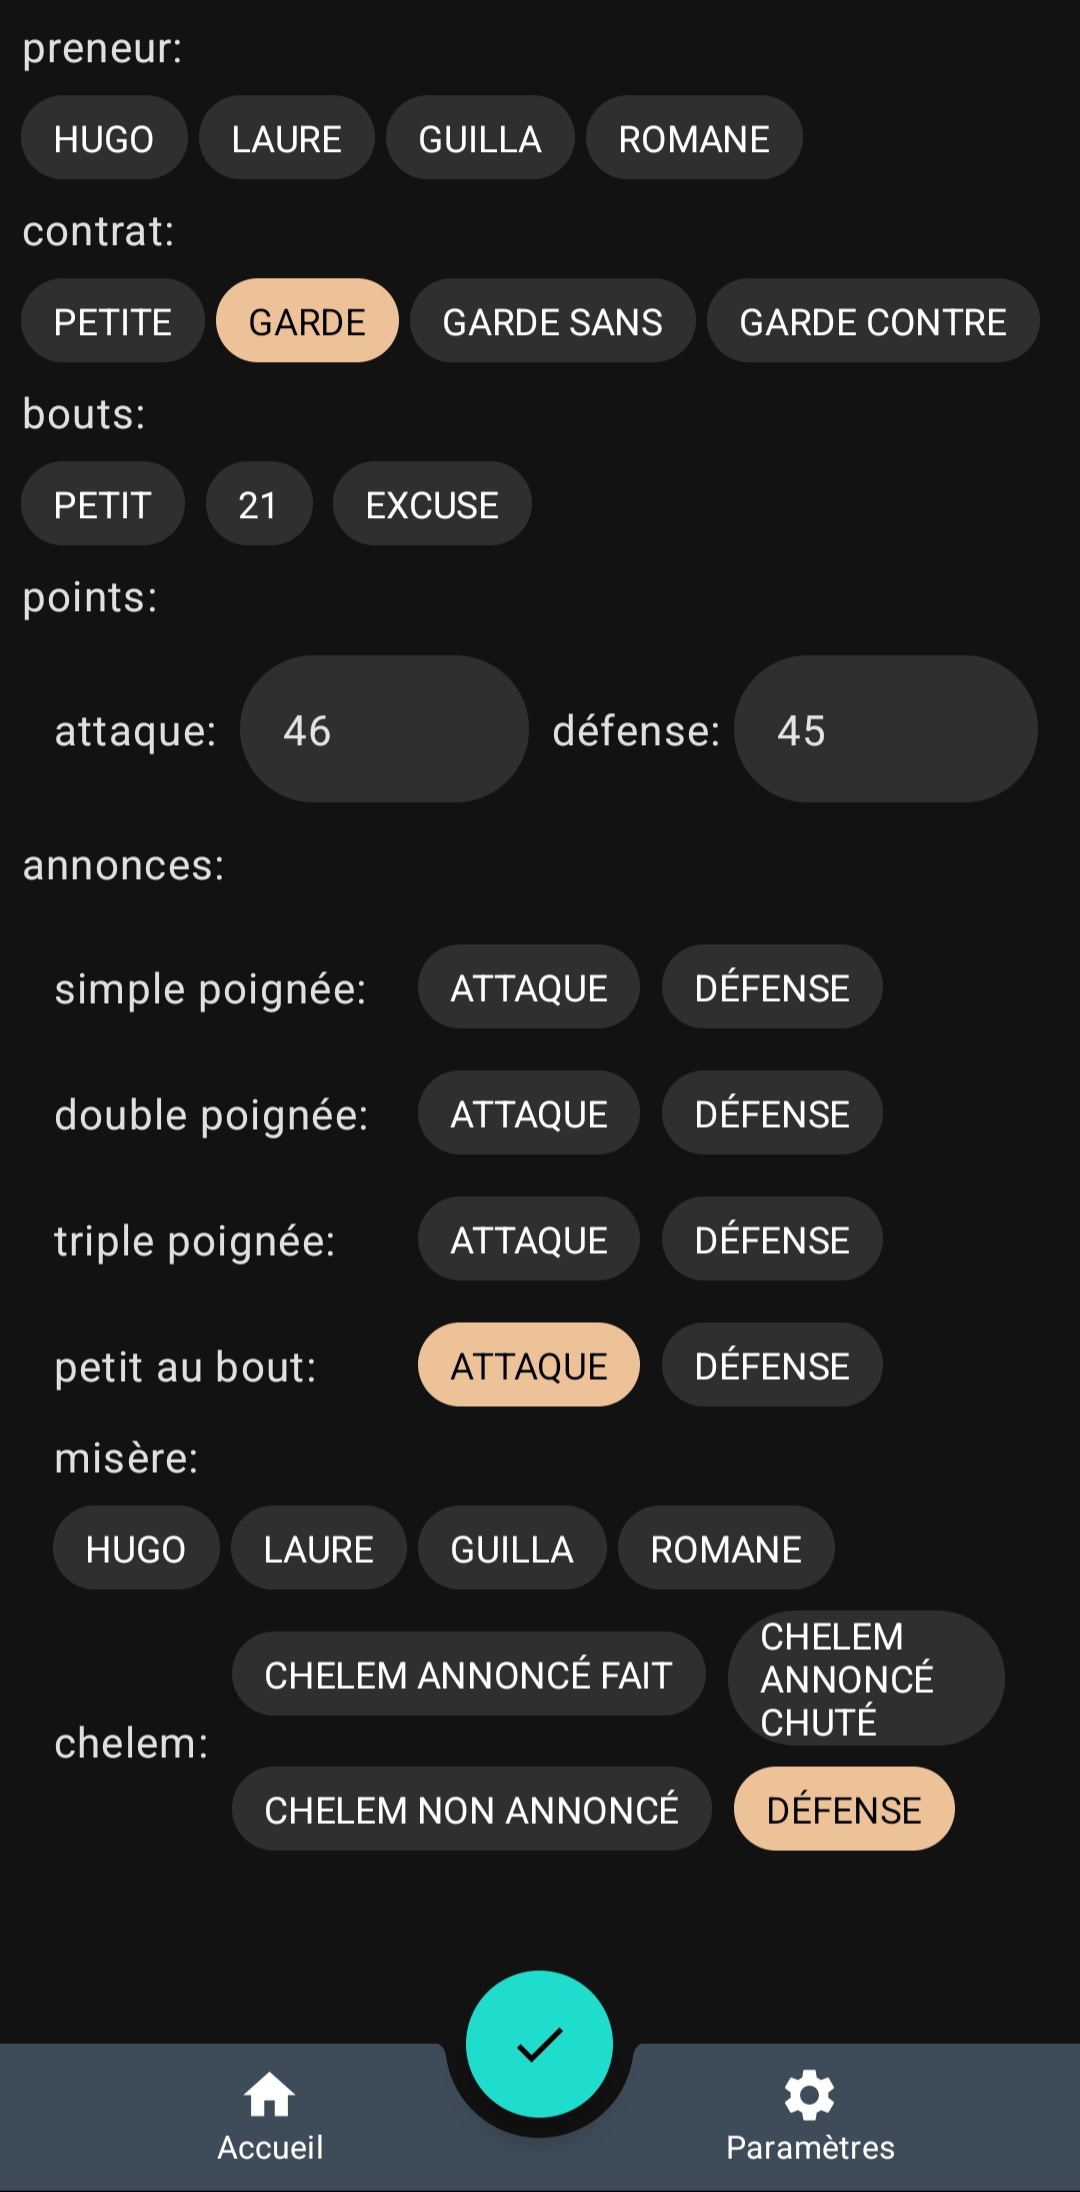 preneur:
HUGO LAURE GUILLA ROMANE
contrat:
PETITE GARDE GARDE SANS GARDE CONTRE
bouts:
PETIT 21 EXCUSE
points:
attaque: 46 défense: 45
annonces:
simple poignée: ATTAQUE DÉFENSE
double poignée: ATTAQUE DÉFENSE
triple poignée: ATTAQUE DÉFENSE
petit au bout: ATTAQUE DÉFENSE
misère:
HUGO LAURE GUILLA ROMANE
chelem:
CHELEM ANNONCÉ FAIT
CHELEM
ANNONCÉ
CHUTÉ
CHELEM NON ANNONCÉ DÉFENSE
Accueil Paramètres